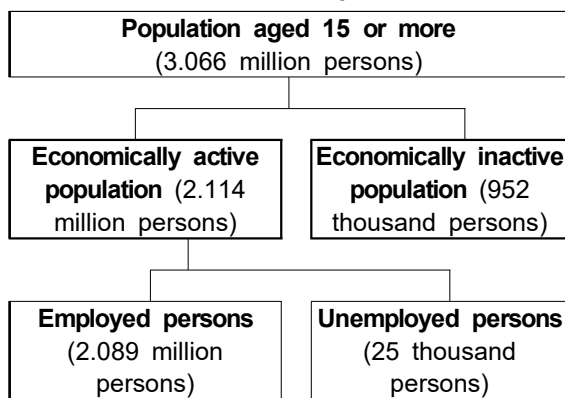 Population aged 15 or more
(3.066 million persons)
Economically active
population (2.114
million persons)
Economically inactive
population (952
thousand persons)
Employed persons
(2.089 million
persons)
Unemployed persons
(25 thousand
persons)